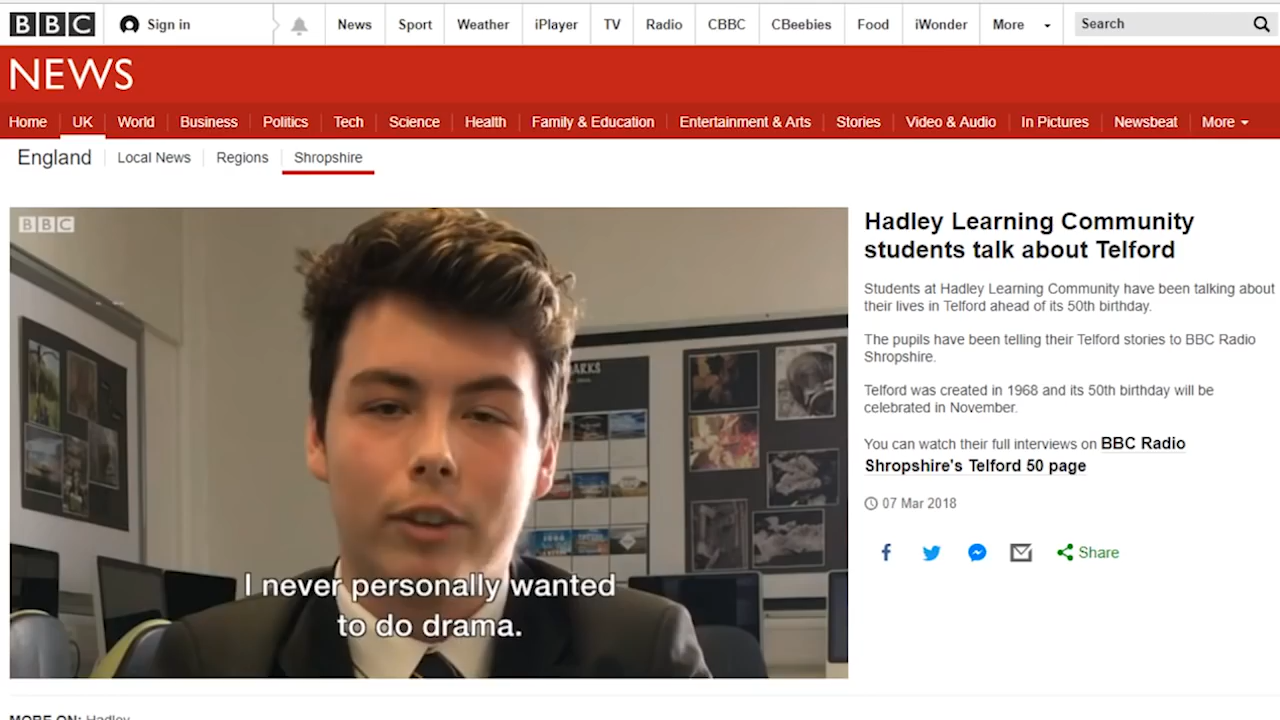 BBC Sign in News Sport Weather iPlayer TV Radio CBBC CBeebies Food iWonder More Search
NEWS
Home UK World Business Politics Tech Science Health Family & Education Entertainment & Arts Stories Video & Audio In Pictures Newsbeat More
England Local News Regions Shropshire
BBC
I never personally wanted
to do drama.
Hadley Learning Community
students talk about Telford
Students at Hadley Learning Community have been talking about
their lives in Telford ahead of its 50th birthday.
The pupils have been telling their Telford stories to BBC Radio
Shropshire.
Telford was created in 1968 and its 50th birthday will be
celebrated in November.
You can watch their full interviews on BBC Radio
Shropshire's Telford 50 page
07 Mar 2018
Share
MORE ON: Hadley